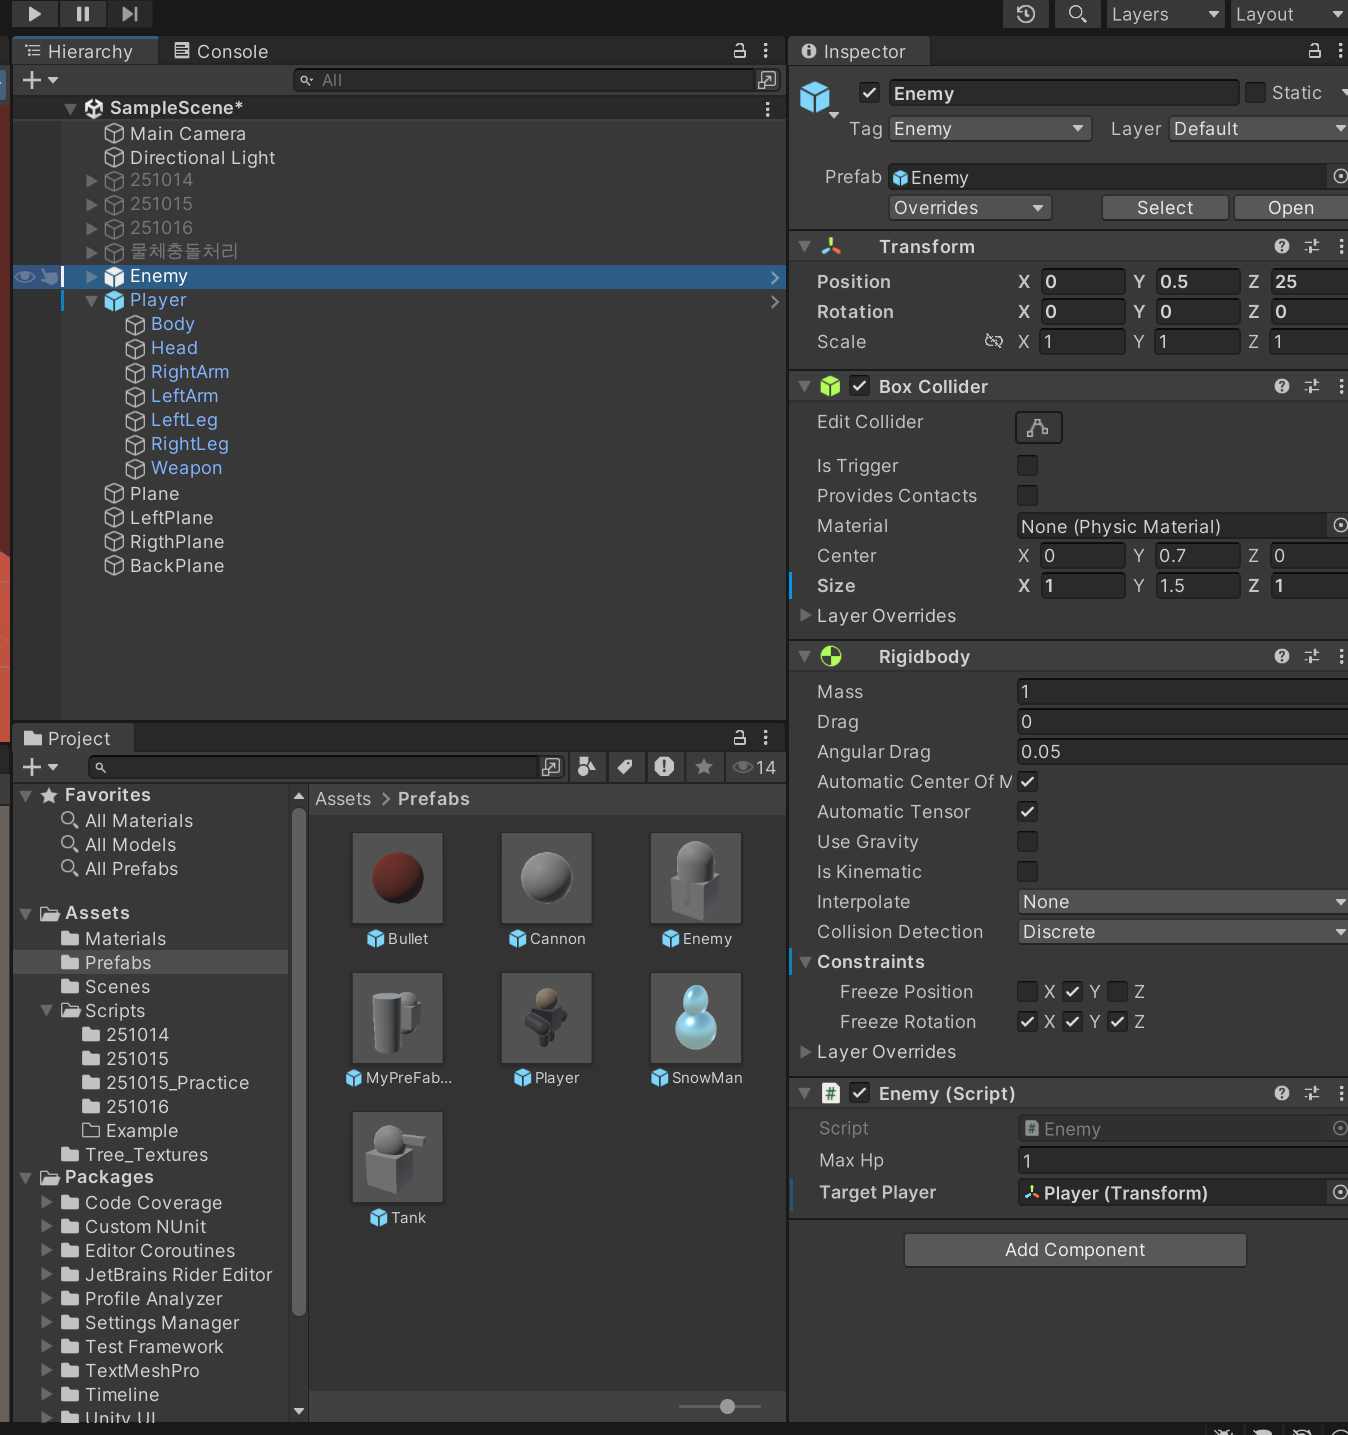 Layers
Layout
Hierarchy
Console
All
SampleScene*
Main Camera
Directional Light
251014
251015
251016
물체충돌처리
Enemy
Player
Body
Head
RightArm
LeftArm
LeftLeg
RightLeg
Weapon
Plane
LeftPlane
RigthPlane
BackPlane
Project
14
Favorites
All Materials
All Models
All Prefabs
Assets
Materials
Prefabs
Scenes
Scripts
251014
251015
251015_Practice
251016
Example
Tree_Textures
Packages
Code Coverage
Custom NUnit
Editor Coroutines
JetBrains Rider Editor
Profile Analyzer
Settings Manager
Test Framework
TextMeshPro
Timeline
Unity UI
Assets > Prefabs
Bullet
Cannon
Enemy
MyPreFab...
Player
SnowMan
Tank
Inspector
Enemy
Static
Tag Enemy Layer Default
Prefab Enemy
Overrides Select Open
Transform
Position X 0 Y 0.5 Z 25
Rotation X 0 Y 0 Z 0
Scale X 1 Y 1 Z 1
Box Collider
Edit Collider
Is Trigger
Provides Contacts
Material None (Physic Material)
Center X 0 Y 0.7 Z 0
Size X 1 Y 1.5 Z 1
Layer Overrides
Rigidbody
Mass 1
Drag 0
Angular Drag 0.05
Automatic Center Of M
Automatic Tensor
Use Gravity
Is Kinematic
Interpolate None
Collision Detection Discrete
Constraints
Freeze Position X Y Z
Freeze Rotation X Y Z
Layer Overrides
# Enemy (Script)
Script # Enemy
Max Hp 1
Target Player Player (Transform)
Add Component